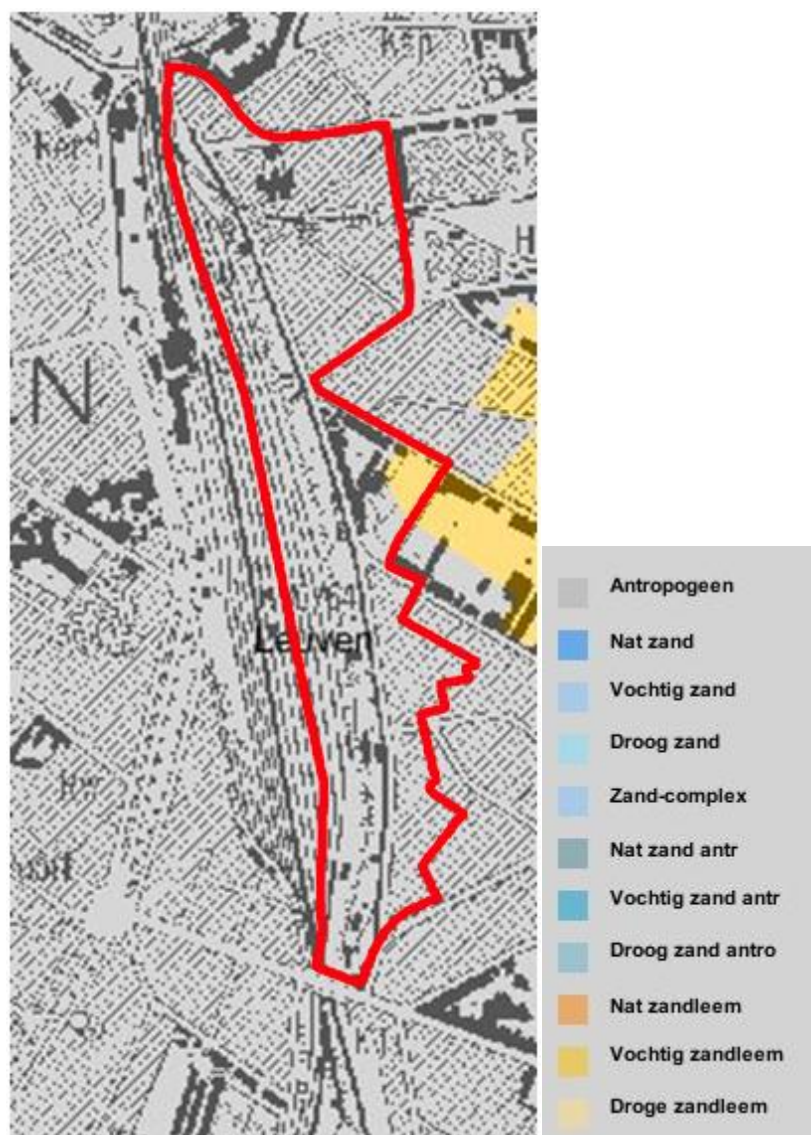 N
Leuven
Antropogeen
Nat zand
Vochtig zand
Droog zand
Zand-complex
Nat zand antr
Vochtig zand antr
Droog zand antro
Nat zandleem
Vochtig zandleem
Droge zandleem